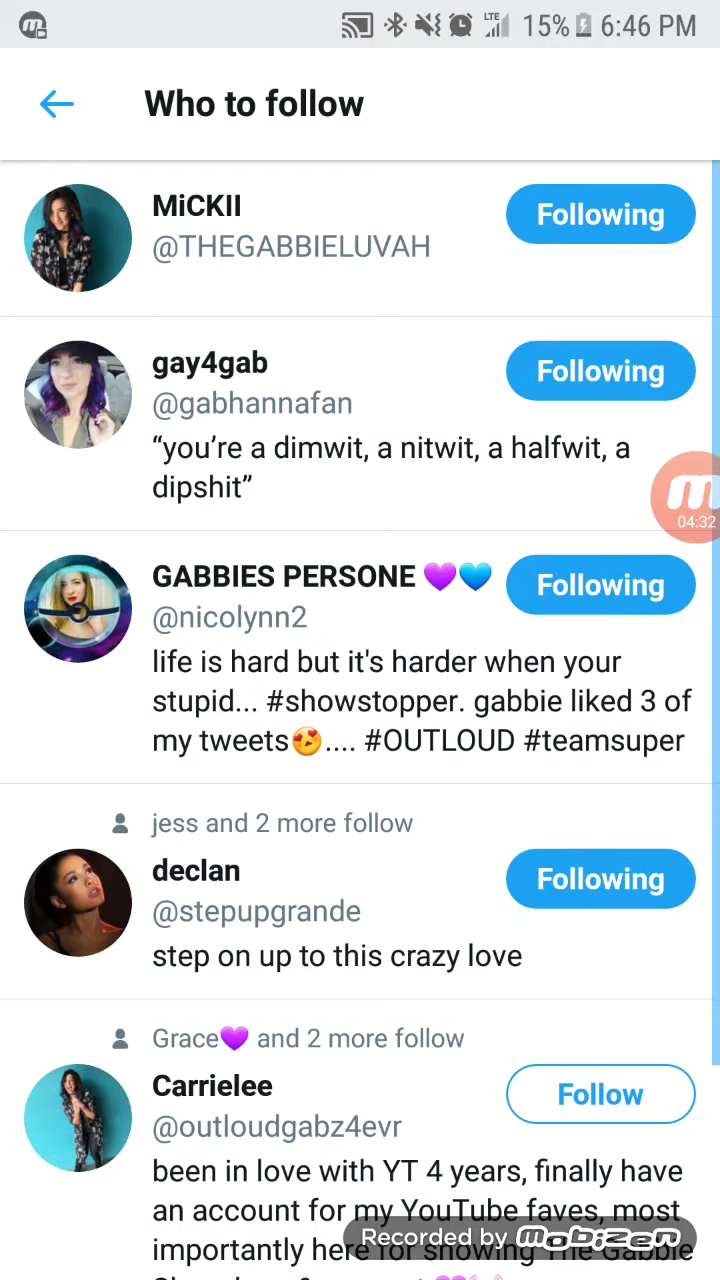 LTE 15% 6:46 PM
Who to follow
MiCKII
Following
@THEGABBIELUVAH
gay4gab
Following
@gabhannafan
“you’re a dimwit, a nitwit, a halfwit, a
dipshit”
04:32
GABBIES PERSONE 💜💙
Following
@nicolynn2
life is hard but it's harder when your
stupid... #showstopper. gabbie liked 3 of
my tweets😍.... #OUTLOUD #teamsuper
jess and 2 more follow
declan
Following
@stepupgrande
step on up to this crazy love
Grace💜 and 2 more follow
Carrielee
Follow
@outloudgabz4evr
been in love with YT 4 years, finally have
an account for my YouTube faves, most
importantly here for showing The Gabbie
Recorded by mobizen